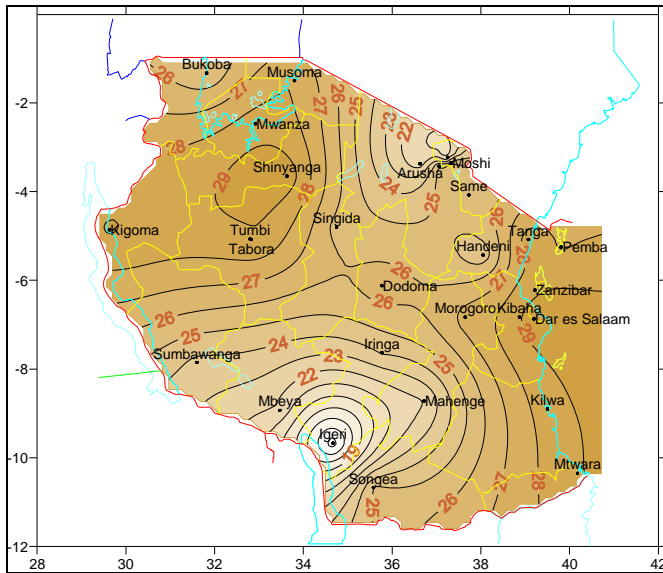 Bukoba
26
Musoma
27
27
26
25
-2
23
22
Mwanza
28
Moshi
Arusha
29
Shinyanga
28
24
25
Same
-4
Singida
26
Kigoma
Tumbi
Tabora
Tanga
28
Handeni
Pemba
-6
27
26
27
Dodoma
26
Zanzibar
Morogoro
Kibaha
Dar es Salaam
26
29
25
24
Iringa
Sumbawanga
23
25
-8
22
Mbeya
Mahenge
Kilwa
Igeri
19
Mtwara
-10
Songea
27
28
25
26
-12
28
30
32
34
36
38
40
42